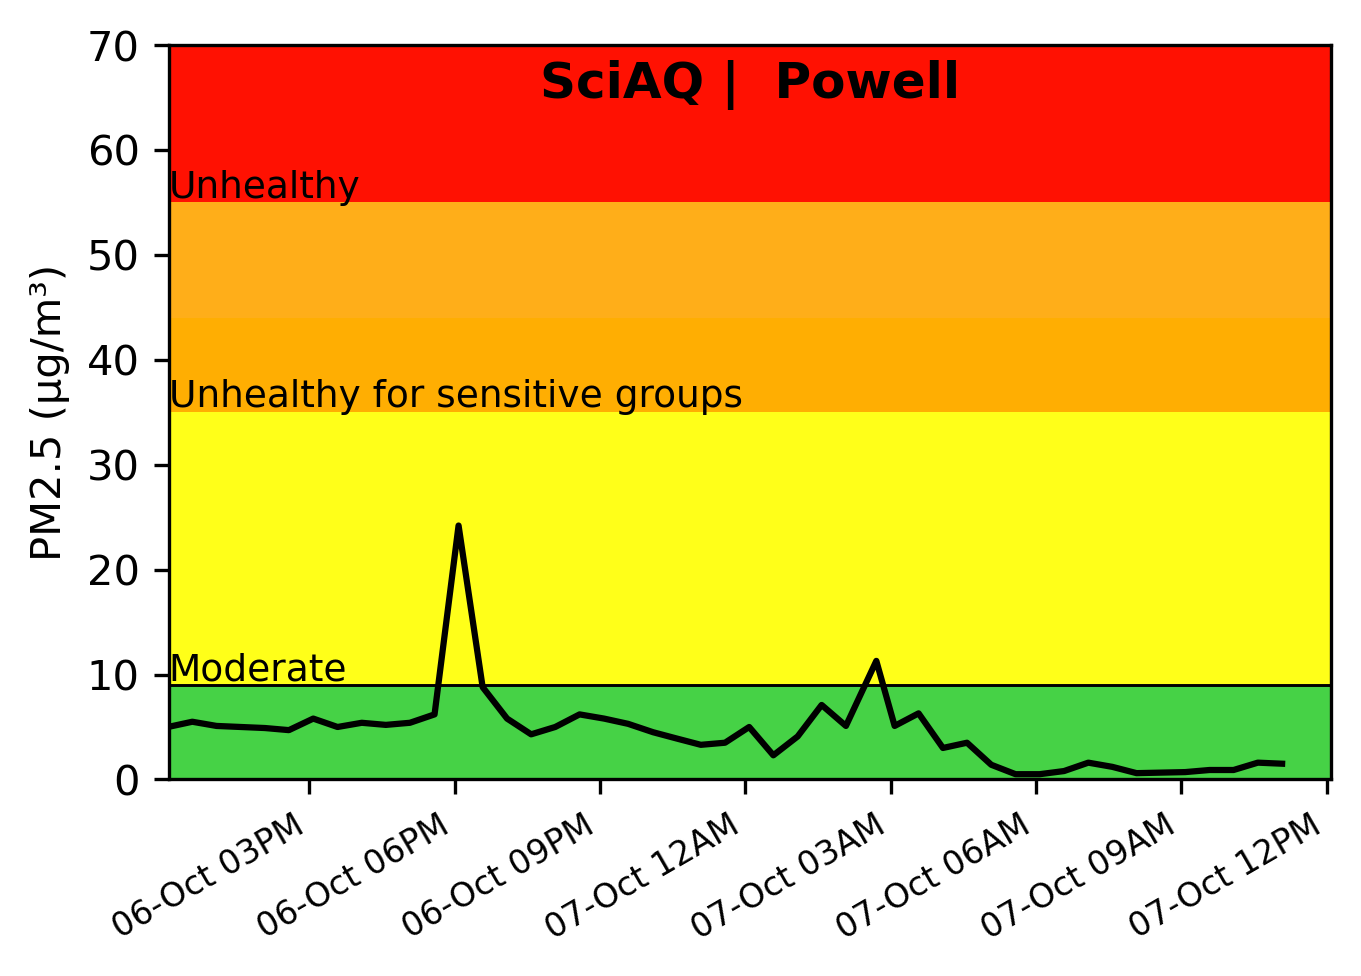 SciAQ |  Powell
70
60
50
40
30
20
10
0
PM2.5 (µg/m³)
Unhealthy
Unhealthy for sensitive groups
Moderate
06-Oct 03PM
06-Oct 06PM
06-Oct 09PM
07-Oct 12AM
07-Oct 03AM
07-Oct 06AM
07-Oct 09AM
07-Oct 12PM